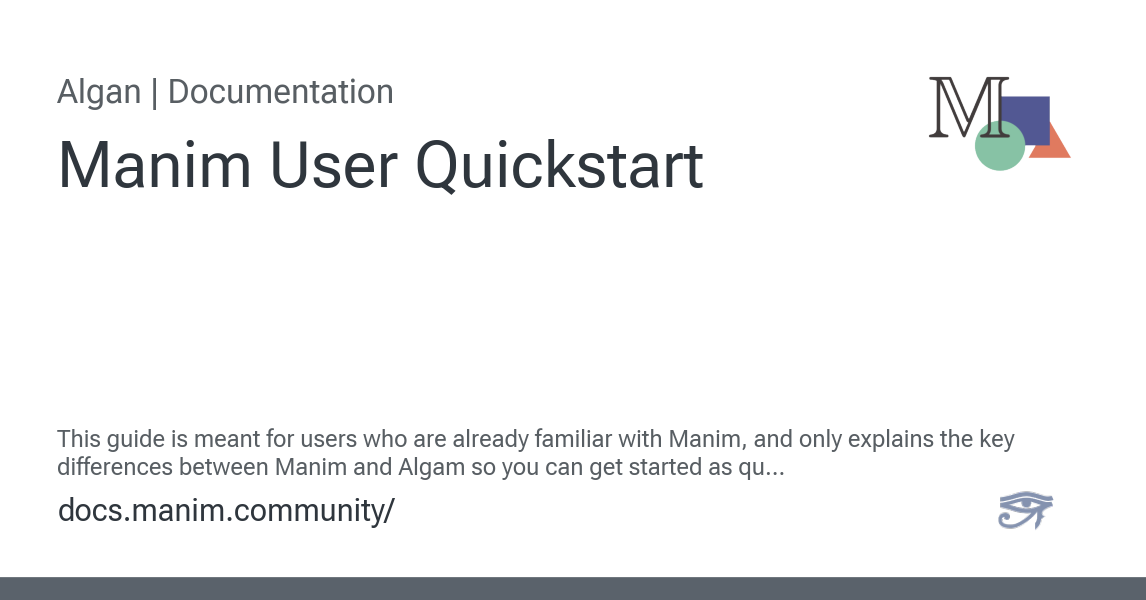 Algan | Documentation
Manim User Quickstart
M
This guide is meant for users who are already familiar with Manim, and only explains the key
differences between Manim and Algam so you can get started as qu...
docs.manim.community/